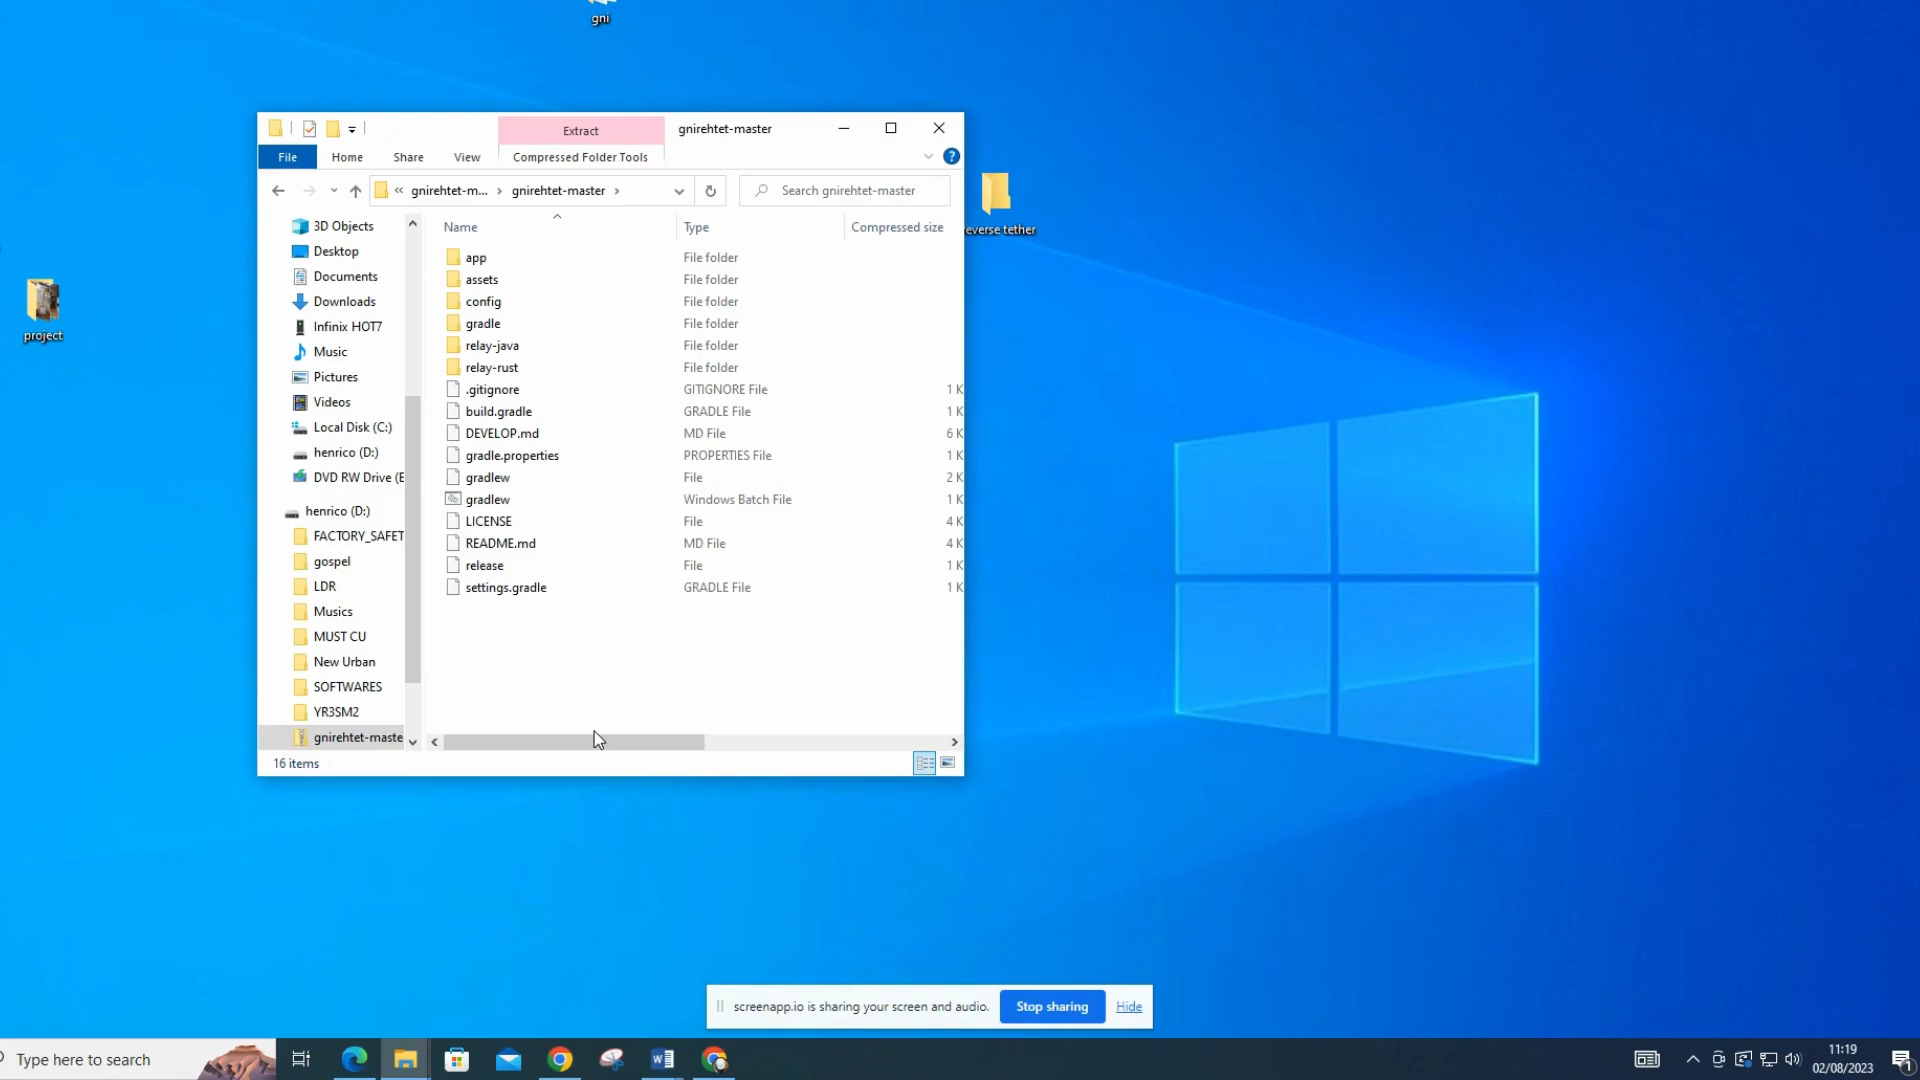 gni
Extract
gnirehtet-master
File
Home
Share
View
Compressed Folder Tools
gnirehtet-m...
gnirehtet-master
Search gnirehtet-master
everse tether
project
3D Objects
Desktop
Documents
Downloads
Infinix HOT7
Music
Pictures
Videos
Local Disk (C:)
henrico (D:)
DVD RW Drive (E
henrico (D:)
FACTORY_SAFET
gospel
LDR
Musics
MUST CU
New Urban
SOFTWARES
YR3SM2
gnirehtet-maste
Name Type Compressed size
app File folder
assets File folder
config File folder
gradle File folder
relay-java File folder
relay-rust File folder
.gitignore GITIGNORE File 1 K
build.gradle GRADLE File 1 K
DEVELOP.md MD File 6 K
gradle.properties PROPERTIES File 1 K
gradlew File 2 K
gradlew Windows Batch File 1 K
LICENSE File 4 K
README.md MD File 4 K
release File 1 K
settings.gradle GRADLE File 1 K
16 items
screenapp.io is sharing your screen and audio.
Stop sharing
Hide
Type here to search
11:19
02/08/2023
1